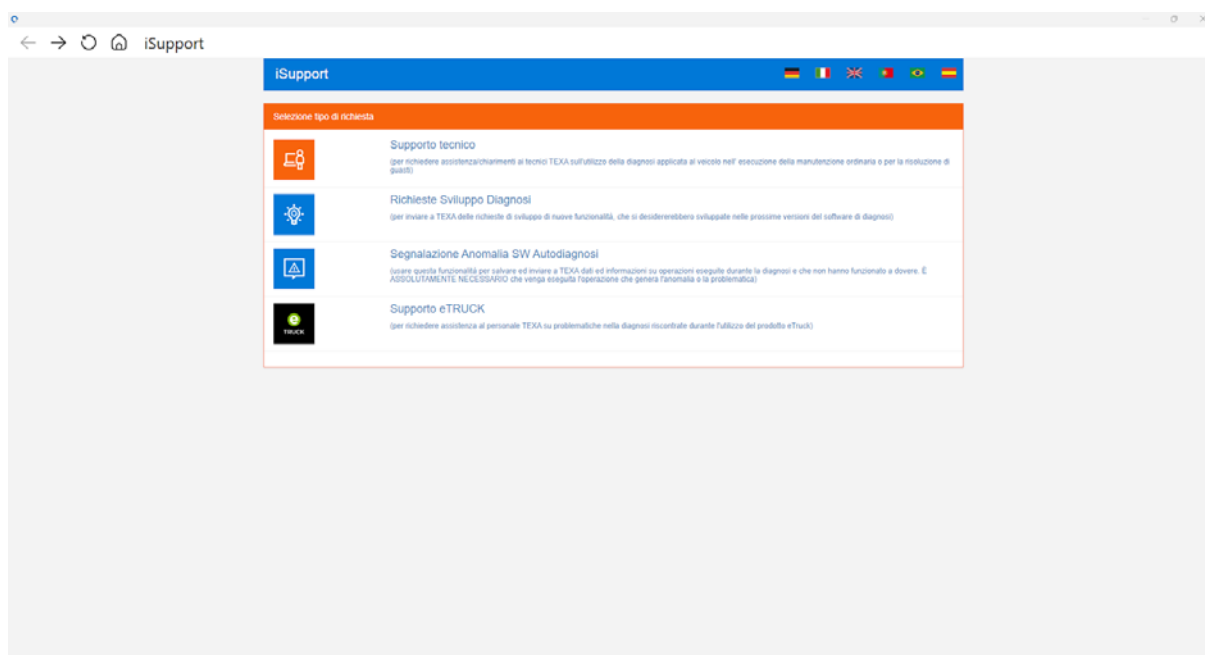 iSupport
iSupport
Selezione tipo di richiesta
Supporto tecnico
(per richiedere assistenza/chiarimenti ai tecnici TEXA sull'utilizzo della diagnosi applicata al veicolo nell' esecuzione della manutenzione ordinaria o per la risoluzione di
guasti)
Richieste Sviluppo Diagnosi
(per inviare a TEXA delle richieste di sviluppo di nuove funzionalità, che si desidererebbero sviluppate nelle prossime versioni del software di diagnosi)
Segnalazione Anomalia SW Autodiagnosi
(usare questa funzionalità per salvare ed inviare a TEXA dati ed informazioni su operazioni eseguite durante la diagnosi e che non hanno funzionato a dovere. È
ASSOLUTAMENTE NECESSARIO che venga eseguita l'operazione che genera l'anomalia o la problematica)
e
TRUCK
Supporto eTRUCK
(per richiedere assistenza al personale TEXA su problematiche nella diagnosi riscontrate durante l'utilizzo del prodotto eTruck)